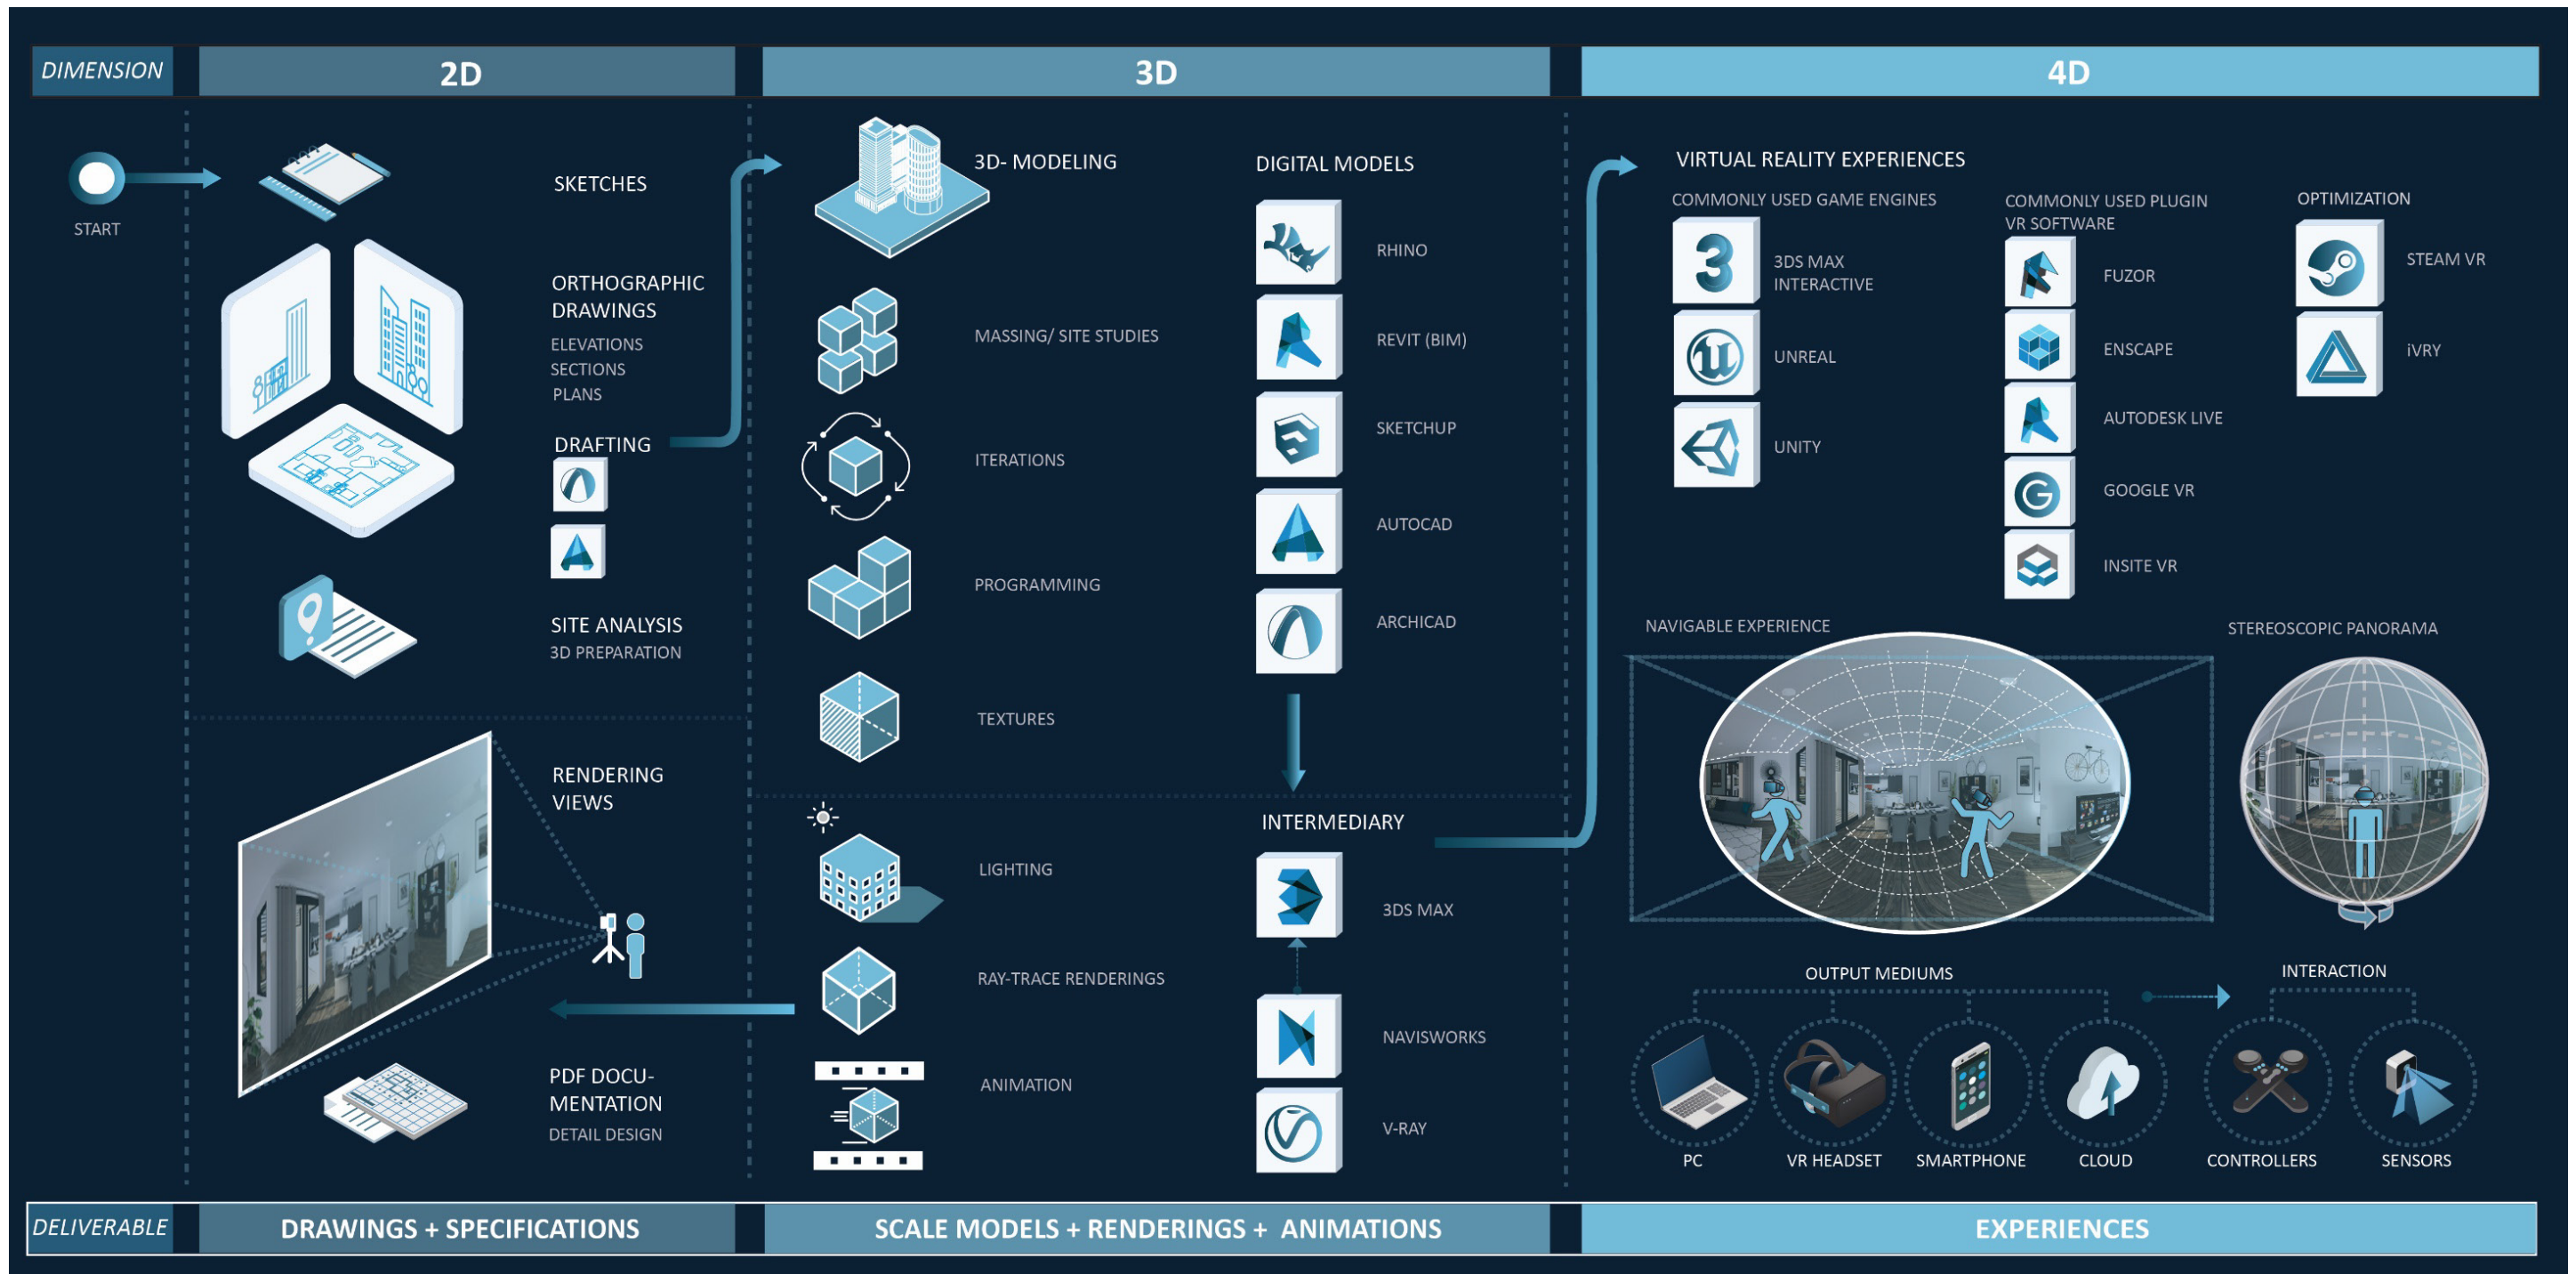 DIMENSION
2D
3D
4D
START
SKETCHES
ORTHOGRAPHIC
DRAWINGS
ELEVATIONS
SECTIONS
PLANS
DRAFTING
SITE ANALYSIS
3D PREPARATION
RENDERING
VIEWS
PDF DOCU-
MENTATION
DETAIL DESIGN
3D- MODELING
MASSING/ SITE STUDIES
ITERATIONS
PROGRAMMING
TEXTURES
LIGHTING
RAY-TRACE RENDERINGS
ANIMATION
DIGITAL MODELS
RHINO
REVIT (BIM)
SKETCHUP
AUTOCAD
ARCHICAD
INTERMEDIARY
3DS MAX
NAVISWORKS
V-RAY
VIRTUAL REALITY EXPERIENCES
COMMONLY USED GAME ENGINES
3DS MAX
INTERACTIVE
UNREAL
UNITY
COMMONLY USED PLUGIN
VR SOFTWARE
FUZOR
ENSCAPE
AUTODESK LIVE
GOOGLE VR
INSITE VR
OPTIMIZATION
STEAM VR
iVRY
NAVIGABLE EXPERIENCE
STEREOSCOPIC PANORAMA
OUTPUT MEDIUMS
INTERACTION
PC
VR HEADSET
SMARTPHONE
CLOUD
CONTROLLERS
SENSORS
DELIVERABLE
DRAWINGS + SPECIFICATIONS
SCALE MODELS + RENDERINGS + ANIMATIONS
EXPERIENCES